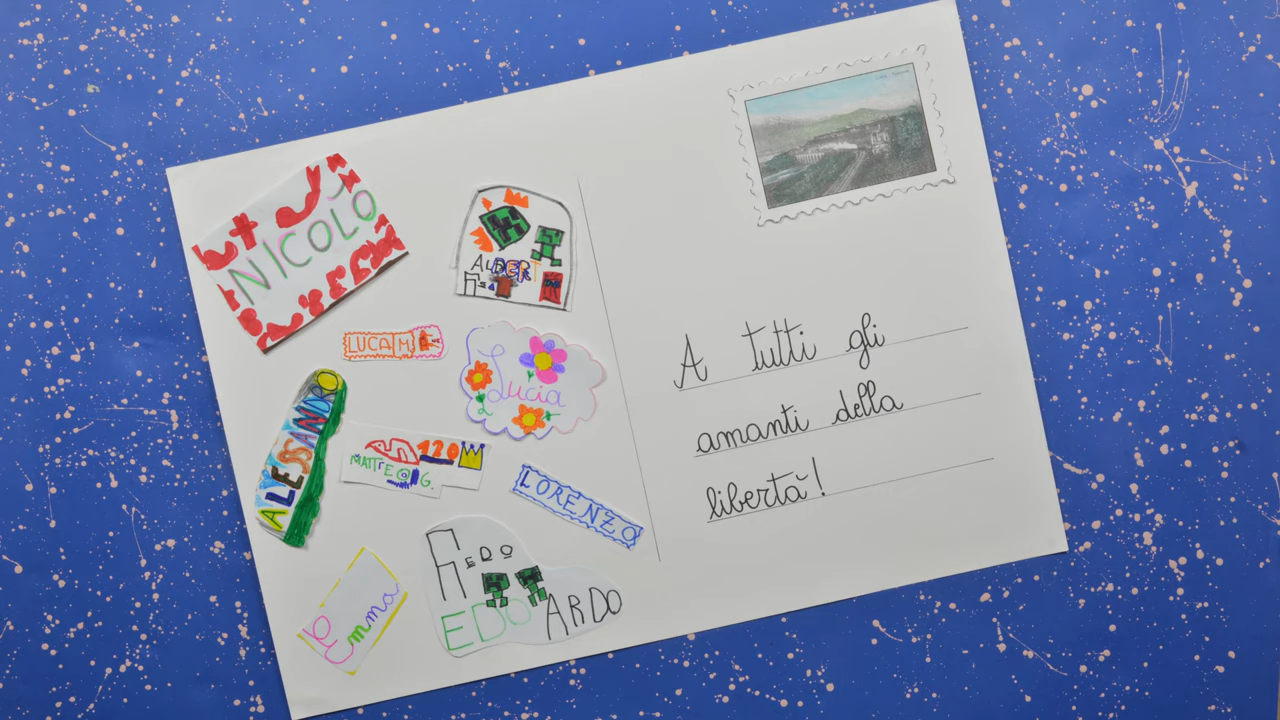 NICOLÒ
ALBERT
LUCA M
Lucia
ALESSANDRO
120
MATTEO G.
LORENZO
EDO
EDOARDO
Emma
A tutti gli
amanti della
libertà!